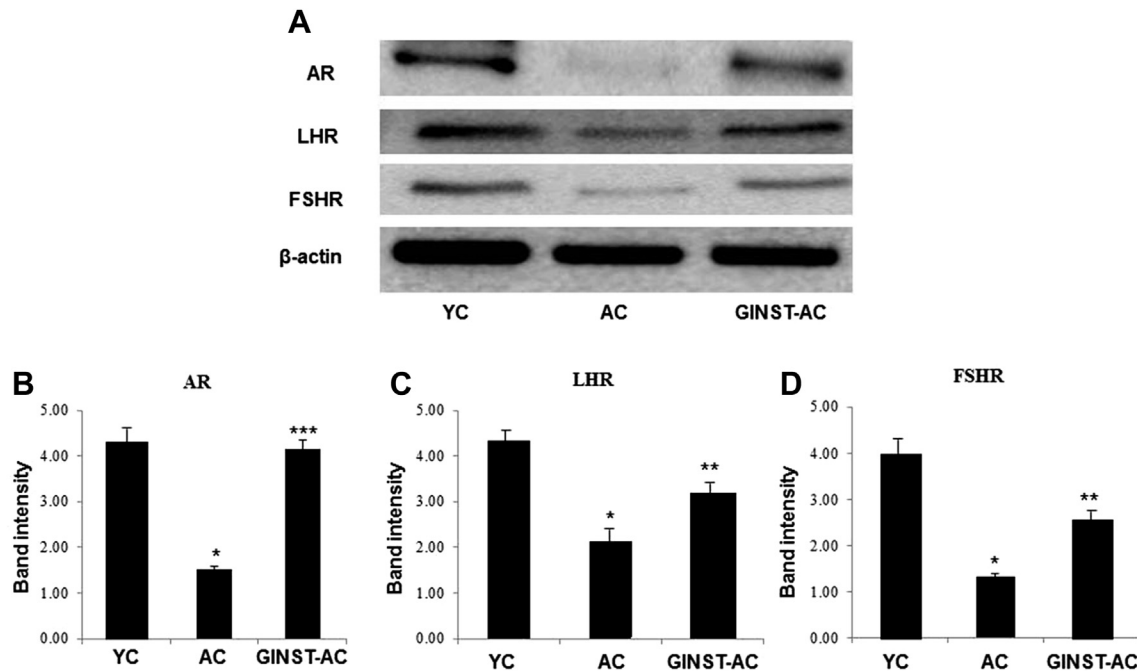 A
AR
LHR
FSHR
β-actin
YC AC GINST-AC
B AR
Band intensity
5.00
4.00
3.00
2.00
1.00
0.00
*
***
YC AC GINST-AC
C LHR
Band intensity
5.00
4.00
3.00
2.00
1.00
0.00
*
**
YC AC GINST-AC
D FSHR
Band intensity
5.00
4.00
3.00
2.00
1.00
0.00
*
**
YC AC GINST-AC